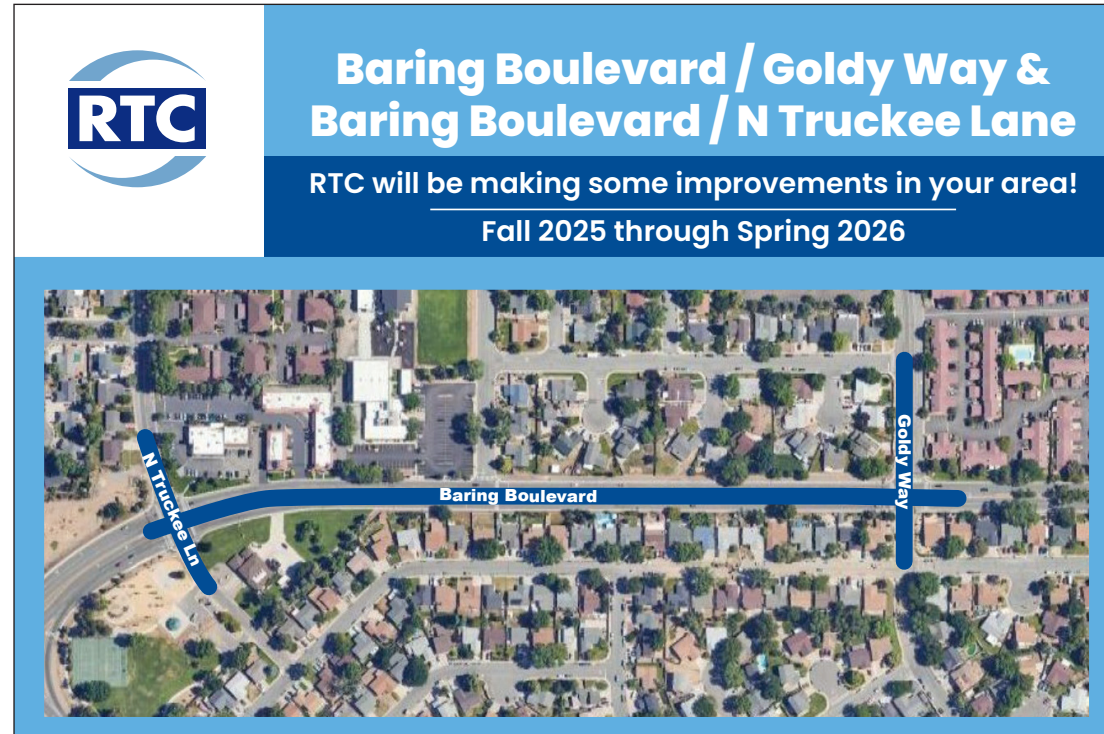 RTC
Baring Boulevard / Goldy Way &
Baring Boulevard / N Truckee Lane
RTC will be making some improvements in your area!
Fall 2025 through Spring 2026
N Truckee Ln
Baring Boulevard
Goldy Way